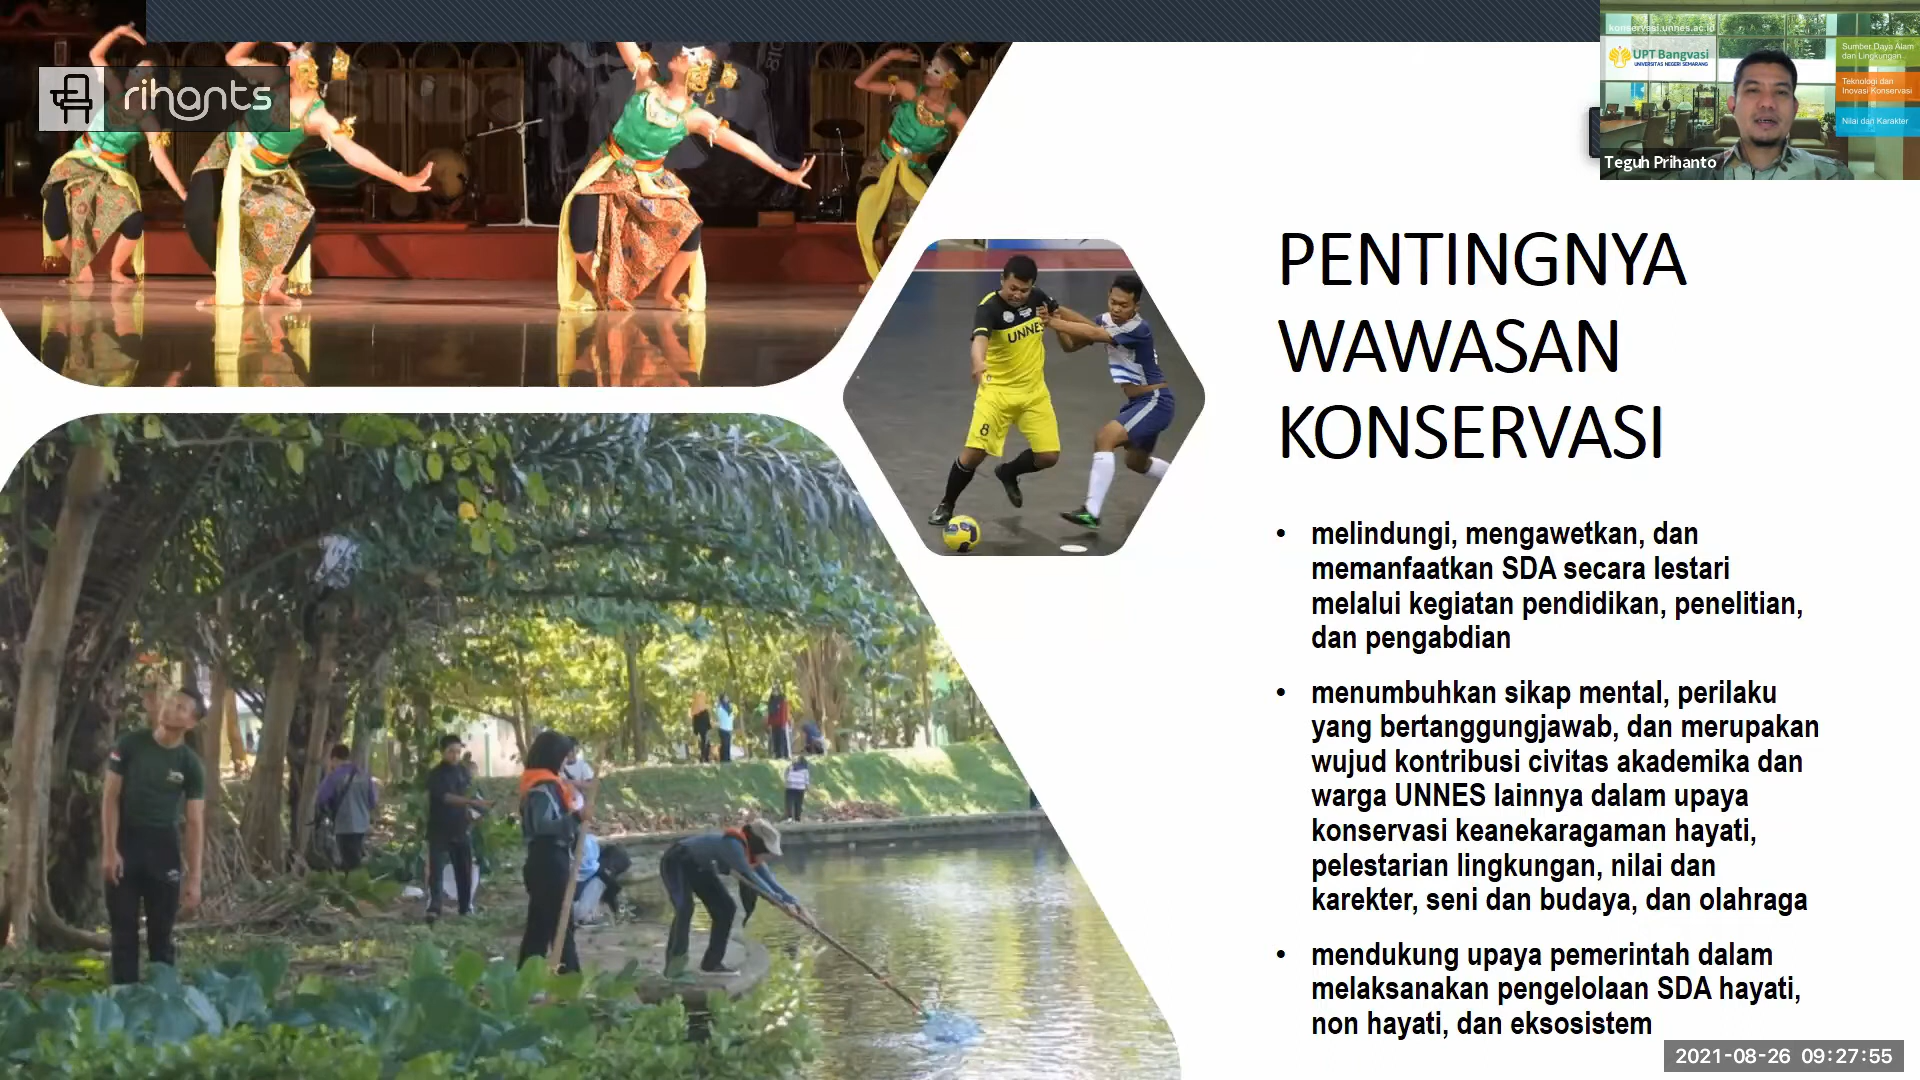 rihants
konservasi.unnes.ac.id
UPT Bangvasi
UNIVERSITAS NEGERI SEMARANG
Sumber Daya Alam
dan Lingkungan
Teknologi dan
Inovasi Konservasi
Nilai dan Karakter
Teguh Prihanto
UNNES
8
PENTINGNYA
WAWASAN
KONSERVASI
• melindungi, mengawetkan, dan
memanfaatkan SDA secara lestari
melalui kegiatan pendidikan, penelitian,
dan pengabdian
• menumbuhkan sikap mental, perilaku
yang bertanggungjawab, dan merupakan
wujud kontribusi civitas akademika dan
warga UNNES lainnya dalam upaya
konservasi keanekaragaman hayati,
pelestarian lingkungan, nilai dan
karekter, seni dan budaya, dan olahraga
• mendukung upaya pemerintah dalam
melaksanakan pengelolaan SDA hayati,
non hayati, dan eksosistem
2021-08-26 09:27:55